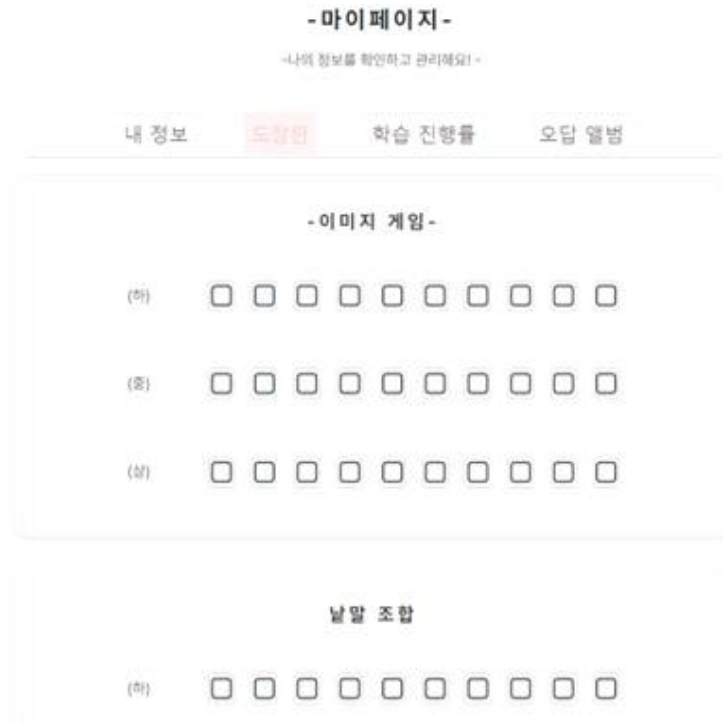 -마이페이지-
-나의 정보를 확인하고 관리해요! -
내 정보 도장판 학습 진행률 오답 앨범
-이미지 게임-
(하)
(중)
(상)
낱말 조합
(하)